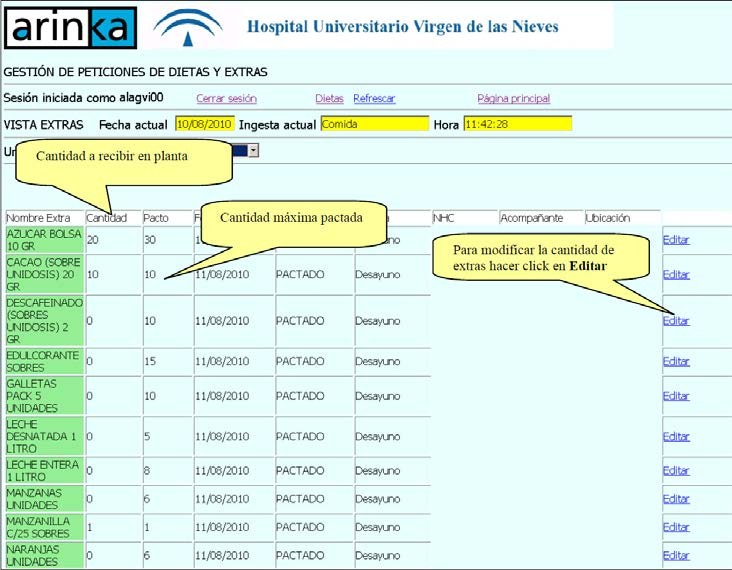 arinka
Hospital Universitario Virgen de las Nieves
GESTIÓN DE PETICIONES DE DIETAS Y EXTRAS
Sesión iniciada como alagvi00 Cerrar sesión Dietas Refrescar Página principal
VISTA EXTRAS Fecha actual 10/08/2010 Ingesta actual Comida Hora 11:42:28
Cantidad a recibir en planta
Cantidad máxima pactada
Para modificar la cantidad de
extras hacer click en Editar
Nombre Extra Cantidad Pacto NHC Acompañante Ubicación
AZUCAR BOLSA
10 GR 20 30 Editar
CACAO (SOBRE
UNIDOSIS) 20
GR 10 10 11/08/2010 PACTADO Desayuno Editar
DESCAFEINADO
(SOBRES
UNIDOSIS) 2
GR 0 10 11/08/2010 PACTADO Desayuno Editar
EDULCORANTE
SOBRES 0 15 11/08/2010 PACTADO Desayuno Editar
GALLETAS
PACK 5
UNIDADES 0 10 11/08/2010 PACTADO Desayuno Editar
LECHE
DESNATADA 1
LITRO 0 5 11/08/2010 PACTADO Desayuno Editar
LECHE ENTERA
1 LITRO 0 8 11/08/2010 PACTADO Desayuno Editar
MANZANAS
UNIDADES 0 6 11/08/2010 PACTADO Desayuno Editar
MANZANILLA
C/25 SOBRES 1 1 11/08/2010 PACTADO Desayuno Editar
NARANJAS
UNIDADES 0 6 11/08/2010 PACTADO Desayuno Editar